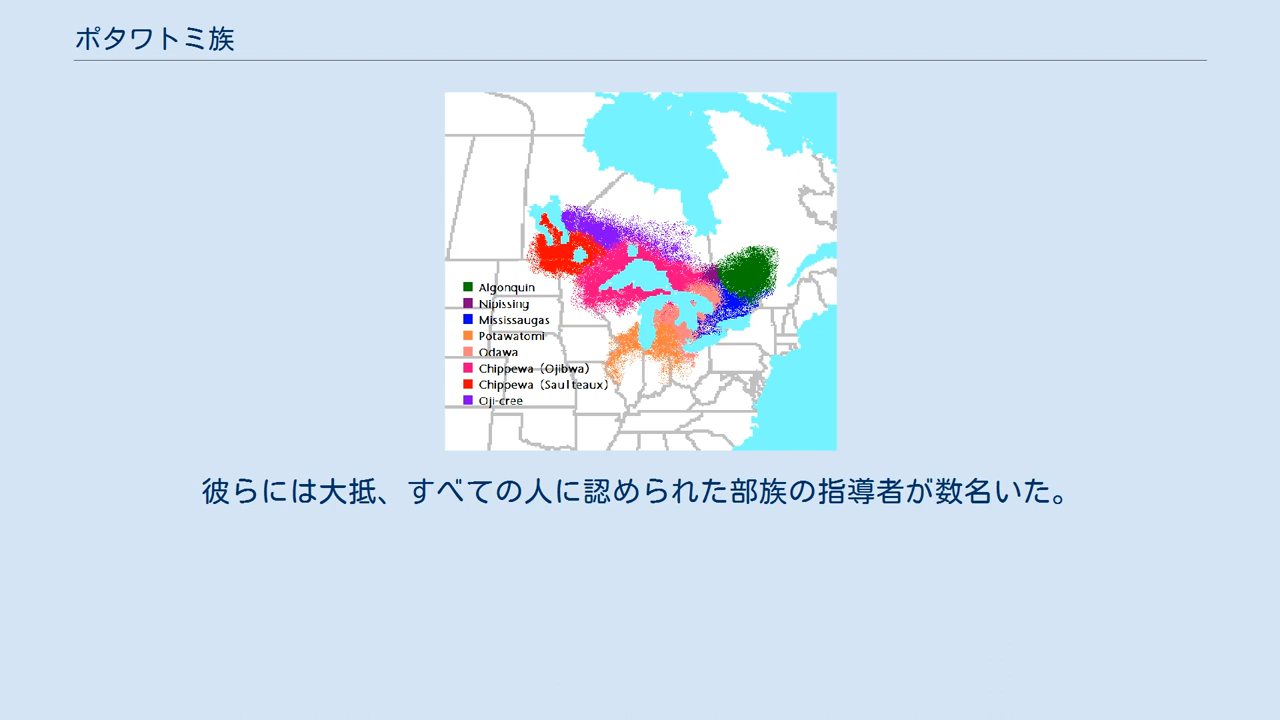 ポタワトミ族
Algonquin
Nipissing
Mississaugas
Potawatomi
Odawa
Chippewa (Ojibwa)
Chippewa (Saulteaux)
Oji-cree
彼らには大抵、すべての人に認められた部族の指導者が数名いた。